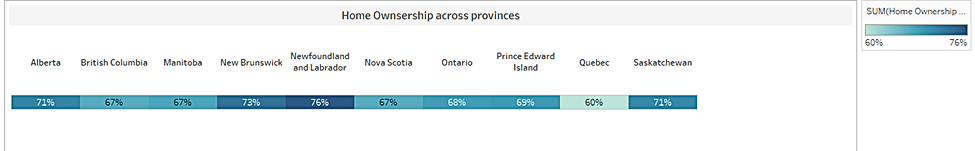 Home Ownsership across provinces
SUM(Home Ownership ...
60% 76%
Alberta British Columbia Manitoba New Brunswick Newfoundland and Labrador Nova Scotia Ontario Prince Edward Island Quebec Saskatchewan
71% 67% 67% 73% 76% 67% 68% 69% 60% 71%